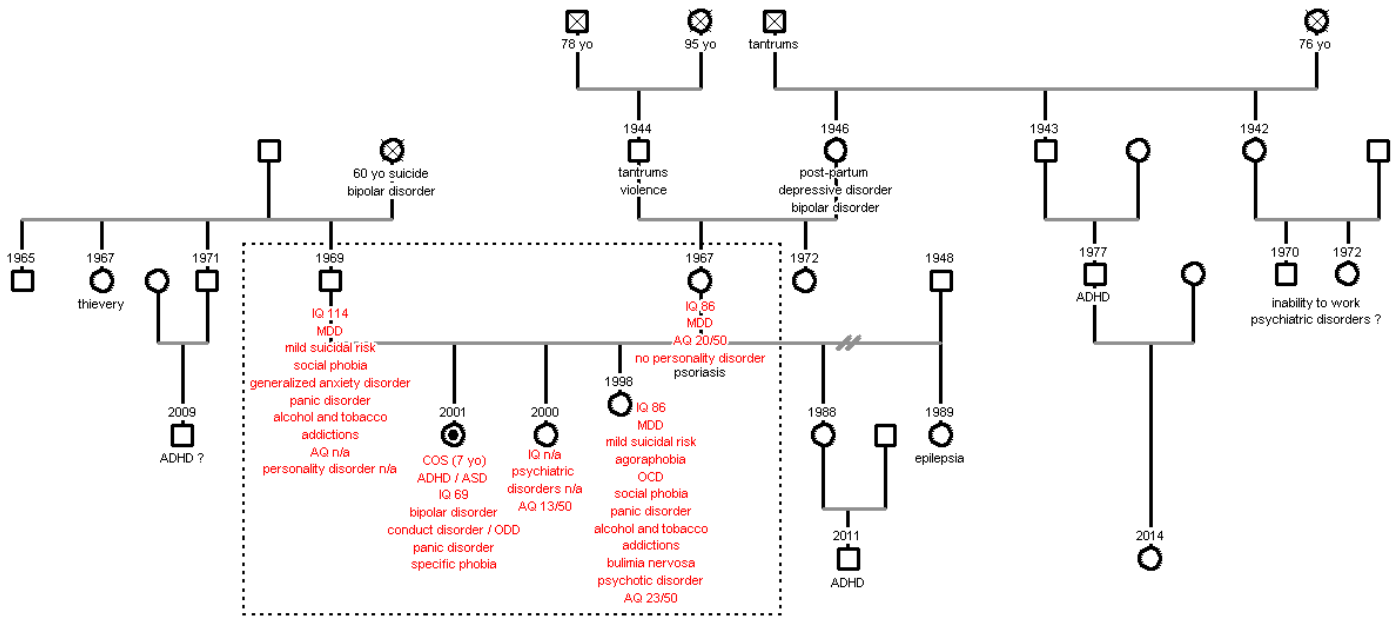 78 yo
95 yo
tantrums
76 yo
1944
1946
1943
1942
60 yo suicide
bipolar disorder
tantrums
violence
post-partum
depressive disorder
bipolar disorder
1965
1967
thievery
1971
1969
1967
1972
1948
1977
ADHD
1970
1972
inability to work
psychiatric disorders ?
IQ 114
MDD
mild suicidal risk
social phobia
generalized anxiety disorder
panic disorder
alcohol and tobacco
addictions
AQ n/a
personality disorder n/a
IQ 86
MDD
AQ 20/50
no personality disorder
psoriasis
2009
ADHD ?
2001
COS (7 yo)
ADHD / ASD
IQ 69
bipolar disorder
conduct disorder / ODD
panic disorder
specific phobia
2000
IQ n/a
psychiatric
disorders n/a
AQ 13/50
1998
IQ 86
MDD
mild suicidal risk
agoraphobia
OCD
social phobia
panic disorder
alcohol and tobacco
addictions
bulimia nervosa
psychotic disorder
AQ 23/50
1988
1989
epilepsia
2011
ADHD
2014